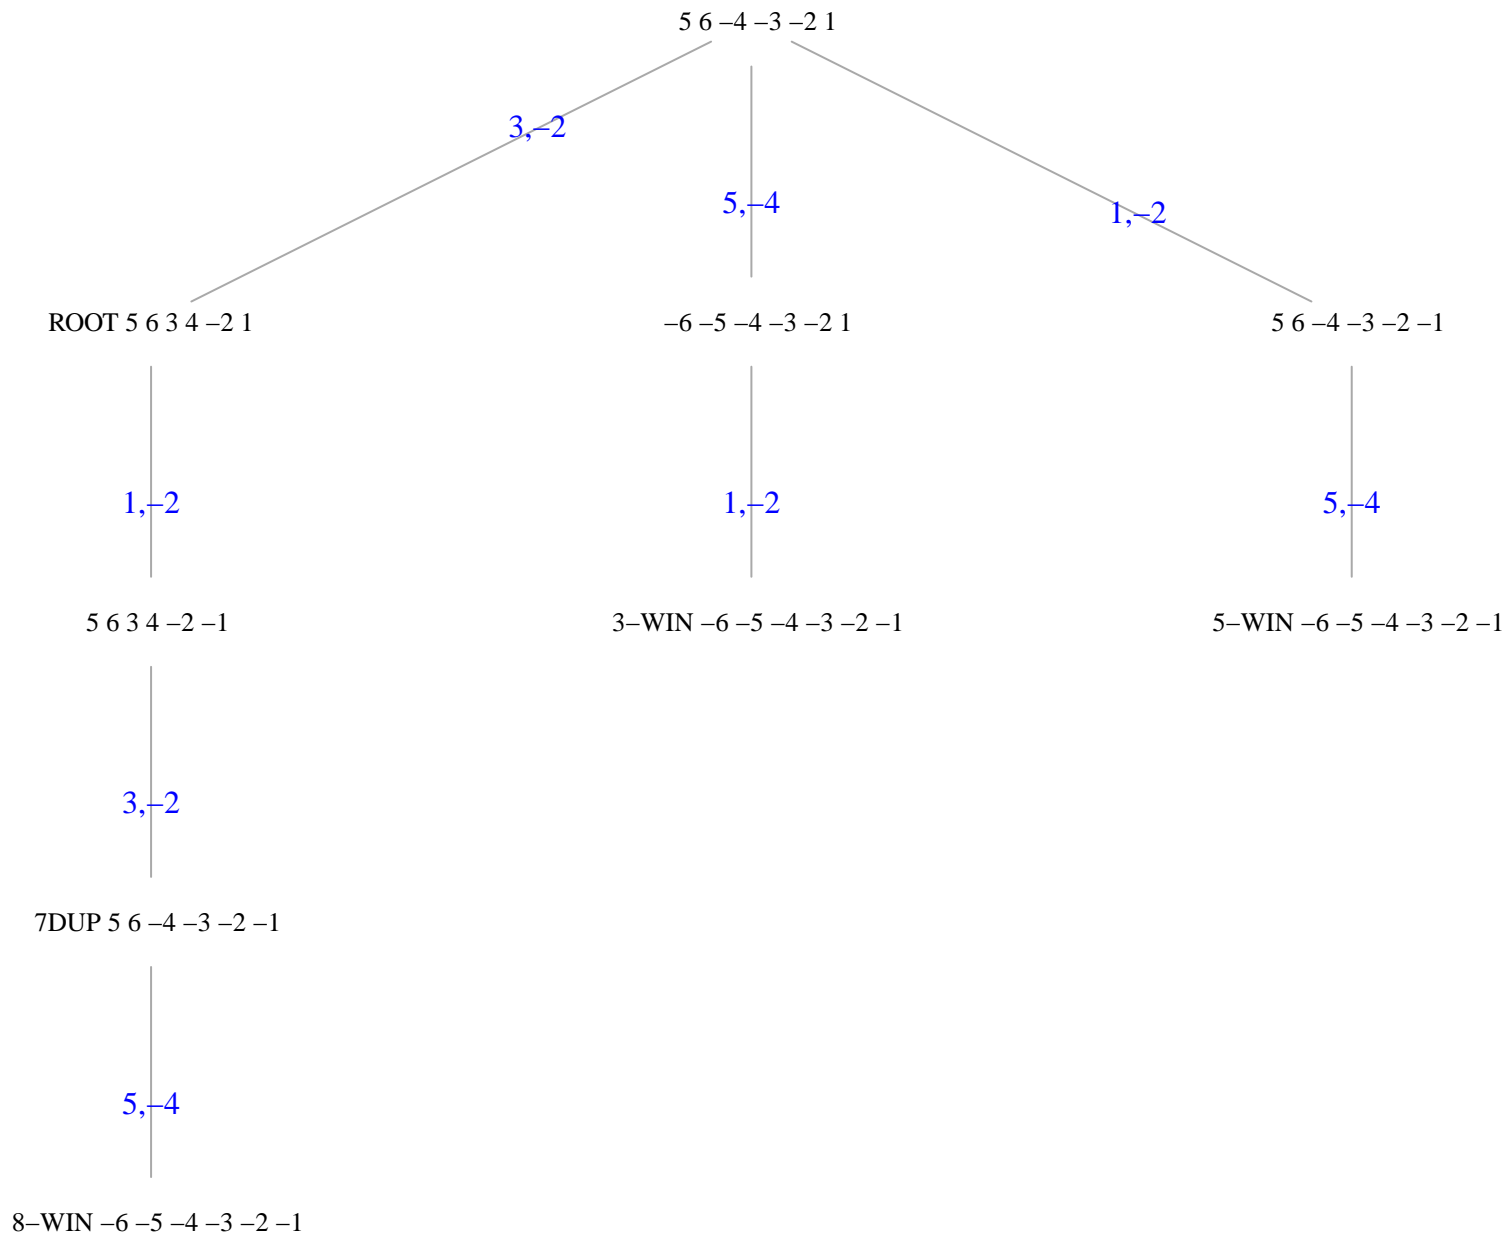 5 6 –4 –3 –2 1
3,–2
5,–4
1,–2
ROOT 5 6 3 4 –2 1
–6 –5 –4 –3 –2 1
5 6 –4 –3 –2 –1
1,–2
1,–2
5,–4
5 6 3 4 –2 –1
3–WIN –6 –5 –4 –3 –2 –1
5–WIN –6 –5 –4 –3 –2 –1
3,–2
7DUP 5 6 –4 –3 –2 –1
5,–4
8–WIN –6 –5 –4 –3 –2 –1